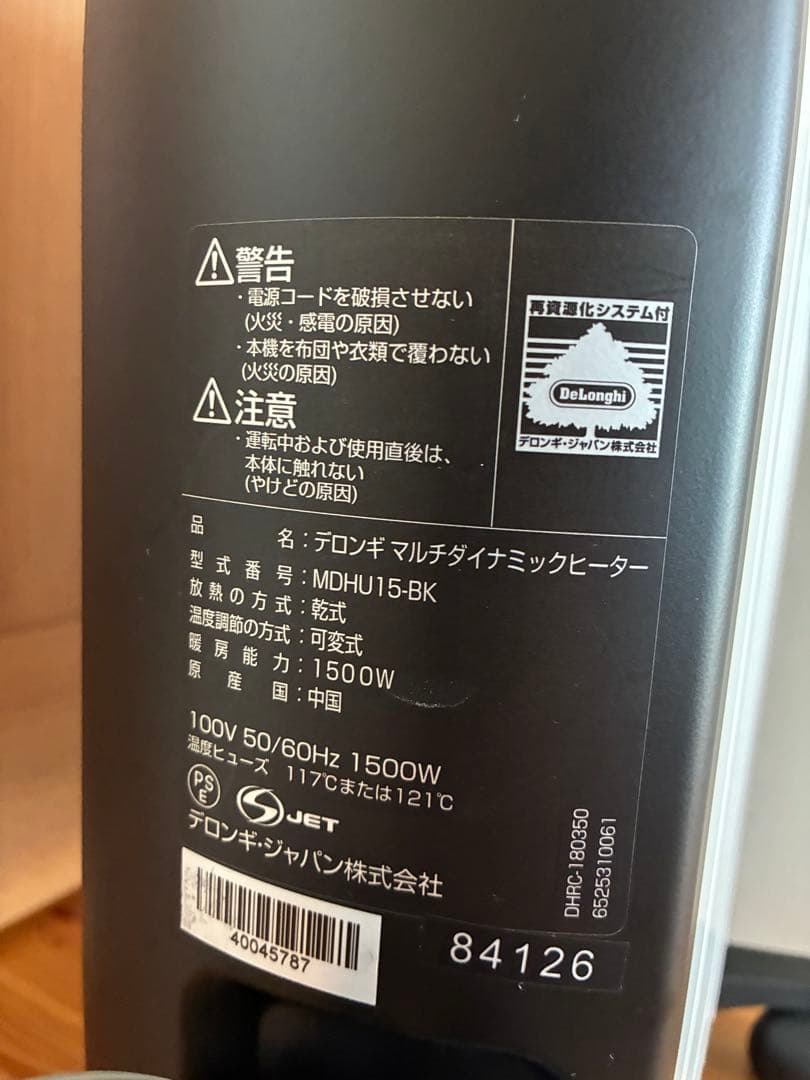 警告
・電源コードを破損させない
(火災・感電の原因)
・本機を布団や衣類で覆わない
(火災の原因)
注意
・運転中および使用直後は、
本体に触れない
(やけどの原因)
再資源化システム付
DeLonghi
デロンギ・ジャパン株式会社
品名：デロンギ マルチダイナミックヒーター
型式番号：MDHU15-BK
放熱の方式：乾式
温度調節の方式：可変式
暖房能力：1500W
原産国：中国
100V 50/60Hz 1500W
温度ヒューズ 117℃または121℃
PSE
JET
デロンギ・ジャパン株式会社
DHRC-180350
6525310061
40045787
84126